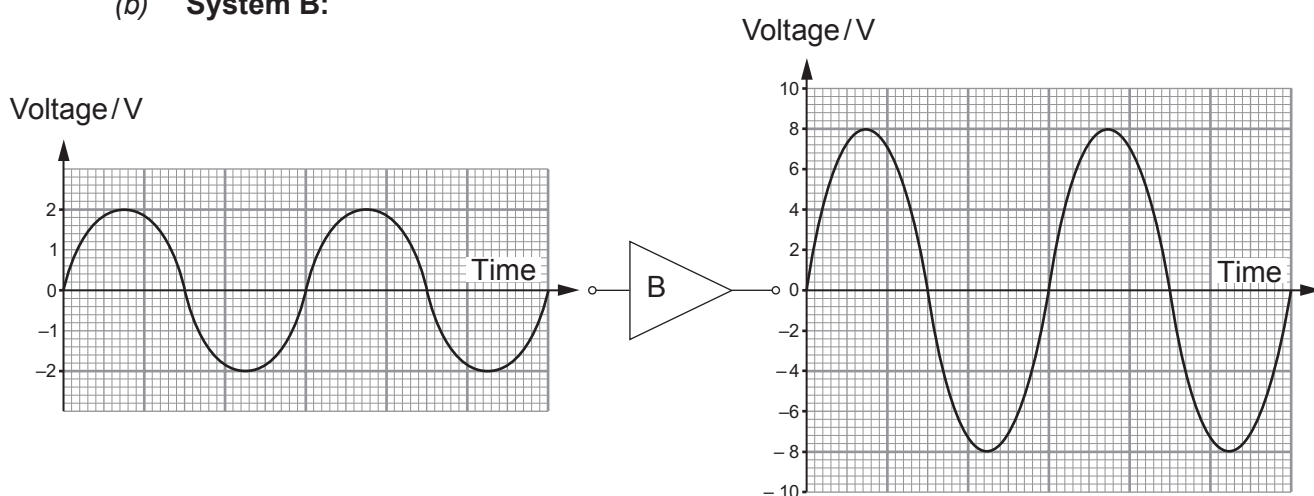 (b) System B:
Voltage/V
Voltage/V
2
1
0
–1
–2
Time
B
10
8
6
4
2
0
–2
–4
–6
– 8
– 10
Time